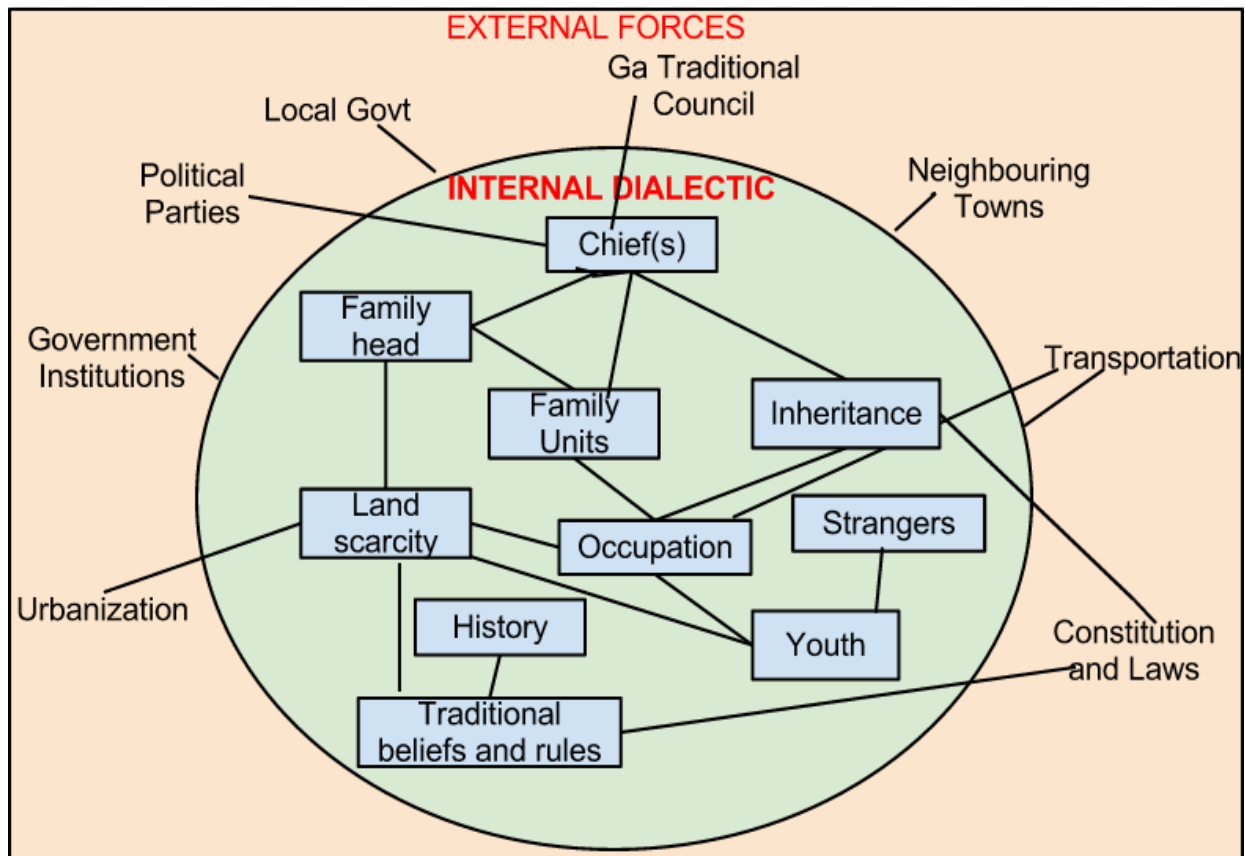 EXTERNAL FORCES
Ga Traditional
Council
Local Govt
Political
Parties
Neighbouring
Towns
INTERNAL DIALECTIC
Chief(s)
Family
head
Government
Institutions
Transportation
Family
Units
Inheritance
Land
scarcity
Occupation
Strangers
Urbanization
History
Youth
Constitution
and Laws
Traditional
beliefs and rules